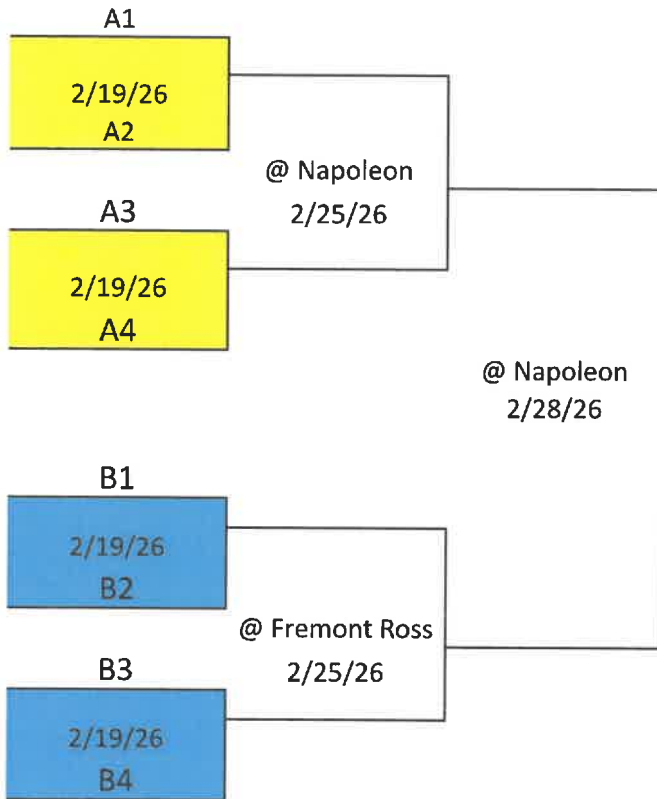 A1
2/19/26
A2
@ Napoleon
2/25/26
A3
2/19/26
A4
@ Napoleon
2/28/26
B1
2/19/26
B2
@ Fremont Ross
2/25/26
B3
2/19/26
B4